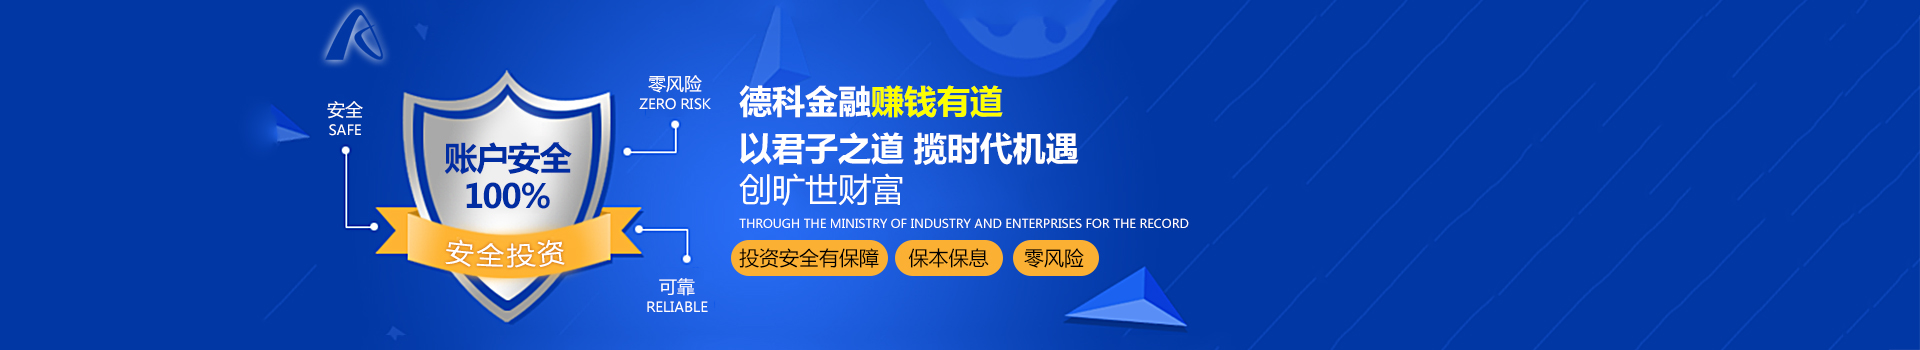 安全
SAFE
零风险
ZERO RISK
账户安全
100%
安全投资
可靠
RELIABLE
德科金融赚钱有道
以君子之道 揽时代机遇
创旷世财富
THROUGH THE MINISTRY OF INDUSTRY AND ENTERPRISES FOR THE RECORD
投资安全有保障
保本保息
零风险